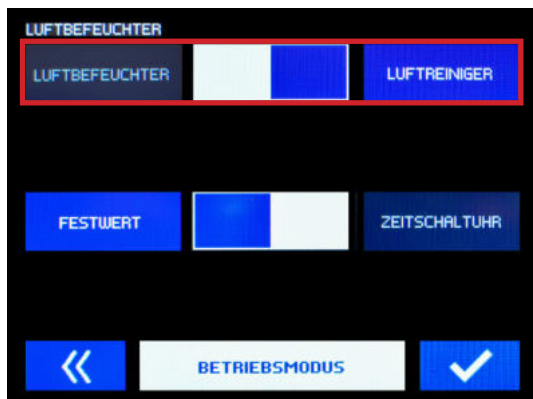 LUFTBEFEUCHTER
LUFTBEFEUCHTER LUFTREINIGER
FESTWERT ZEITSCHALTUHR
BETRIEBSMODUS